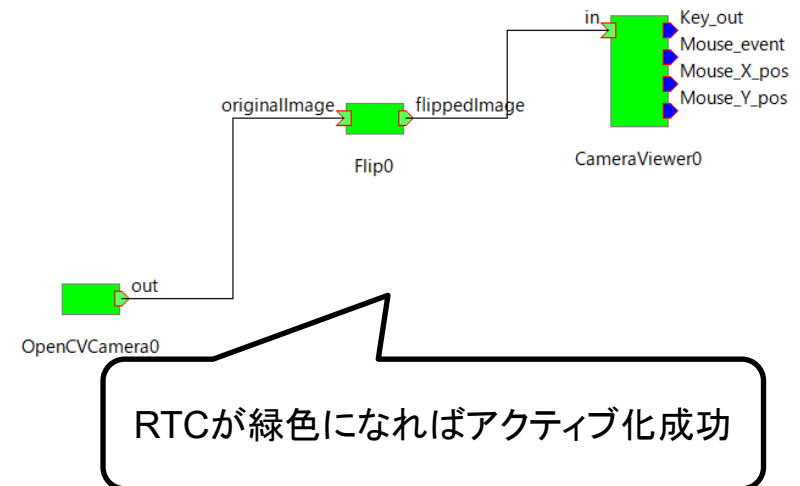 in
Key_out
Mouse_event
Mouse_X_pos
Mouse_Y_pos
CameraViewer0
originalImage
flippedImage
Flip0
out
OpenCVCamera0
RTCが緑色になればアクティブ化成功